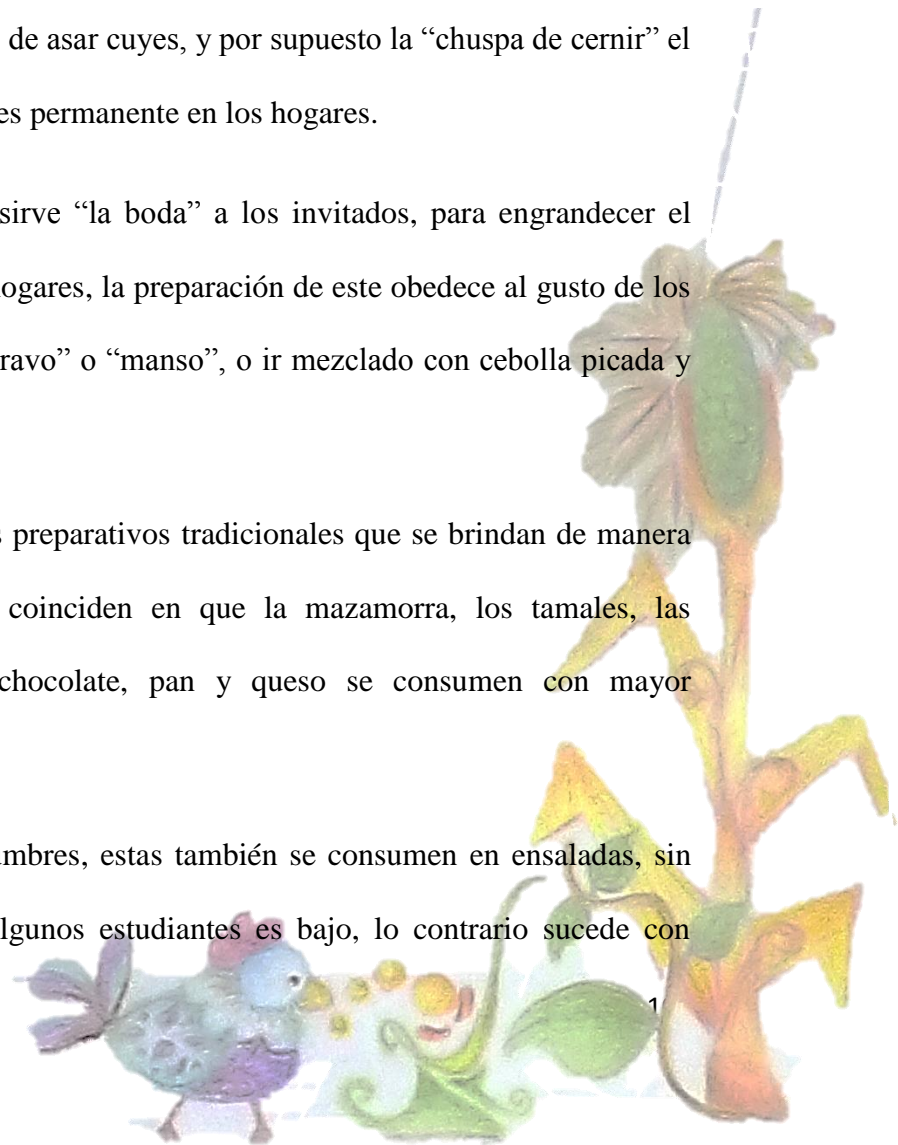 de asar cuyes, y por supuesto la “chuspa de cernir” el
es permanente en los hogares.
sirve “la boda” a los invitados, para engrandecer el
ogares, la preparación de este obedece al gusto de los
ravo” o “manso”, o ir mezclado con cebolla picada y
s preparativos tradicionales que se brindan de manera
coinciden en que la mazamorra, los tamales, las
chocolate, pan y queso se consumen con mayor
umbres, estas también se consumen en ensaladas, sin
lgunos estudiantes es bajo, lo contrario sucede con
1